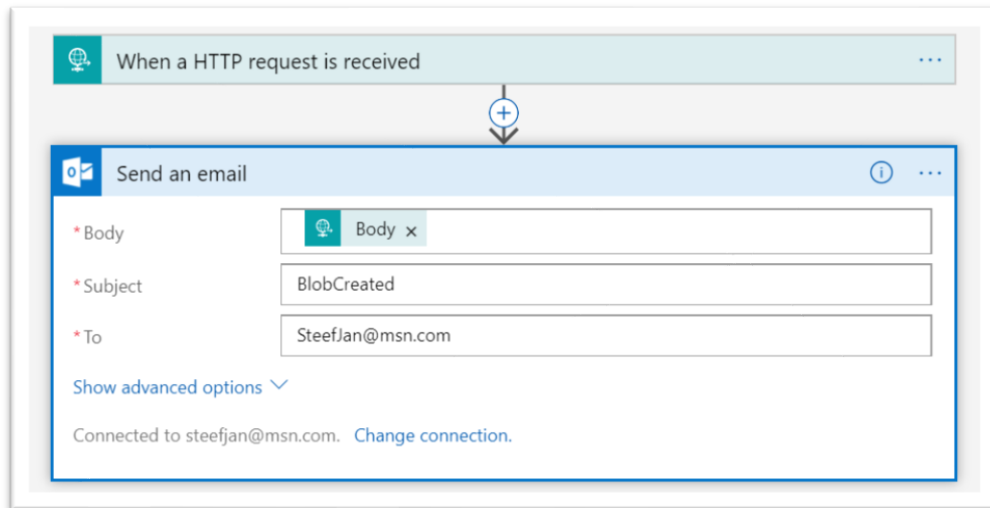 When a HTTP request is received
Send an email
*Body
Body ×
*Subject
BlobCreated
*To
SteefJan@msn.com
Show advanced options
Connected to steefjan@msn.com. Change connection.